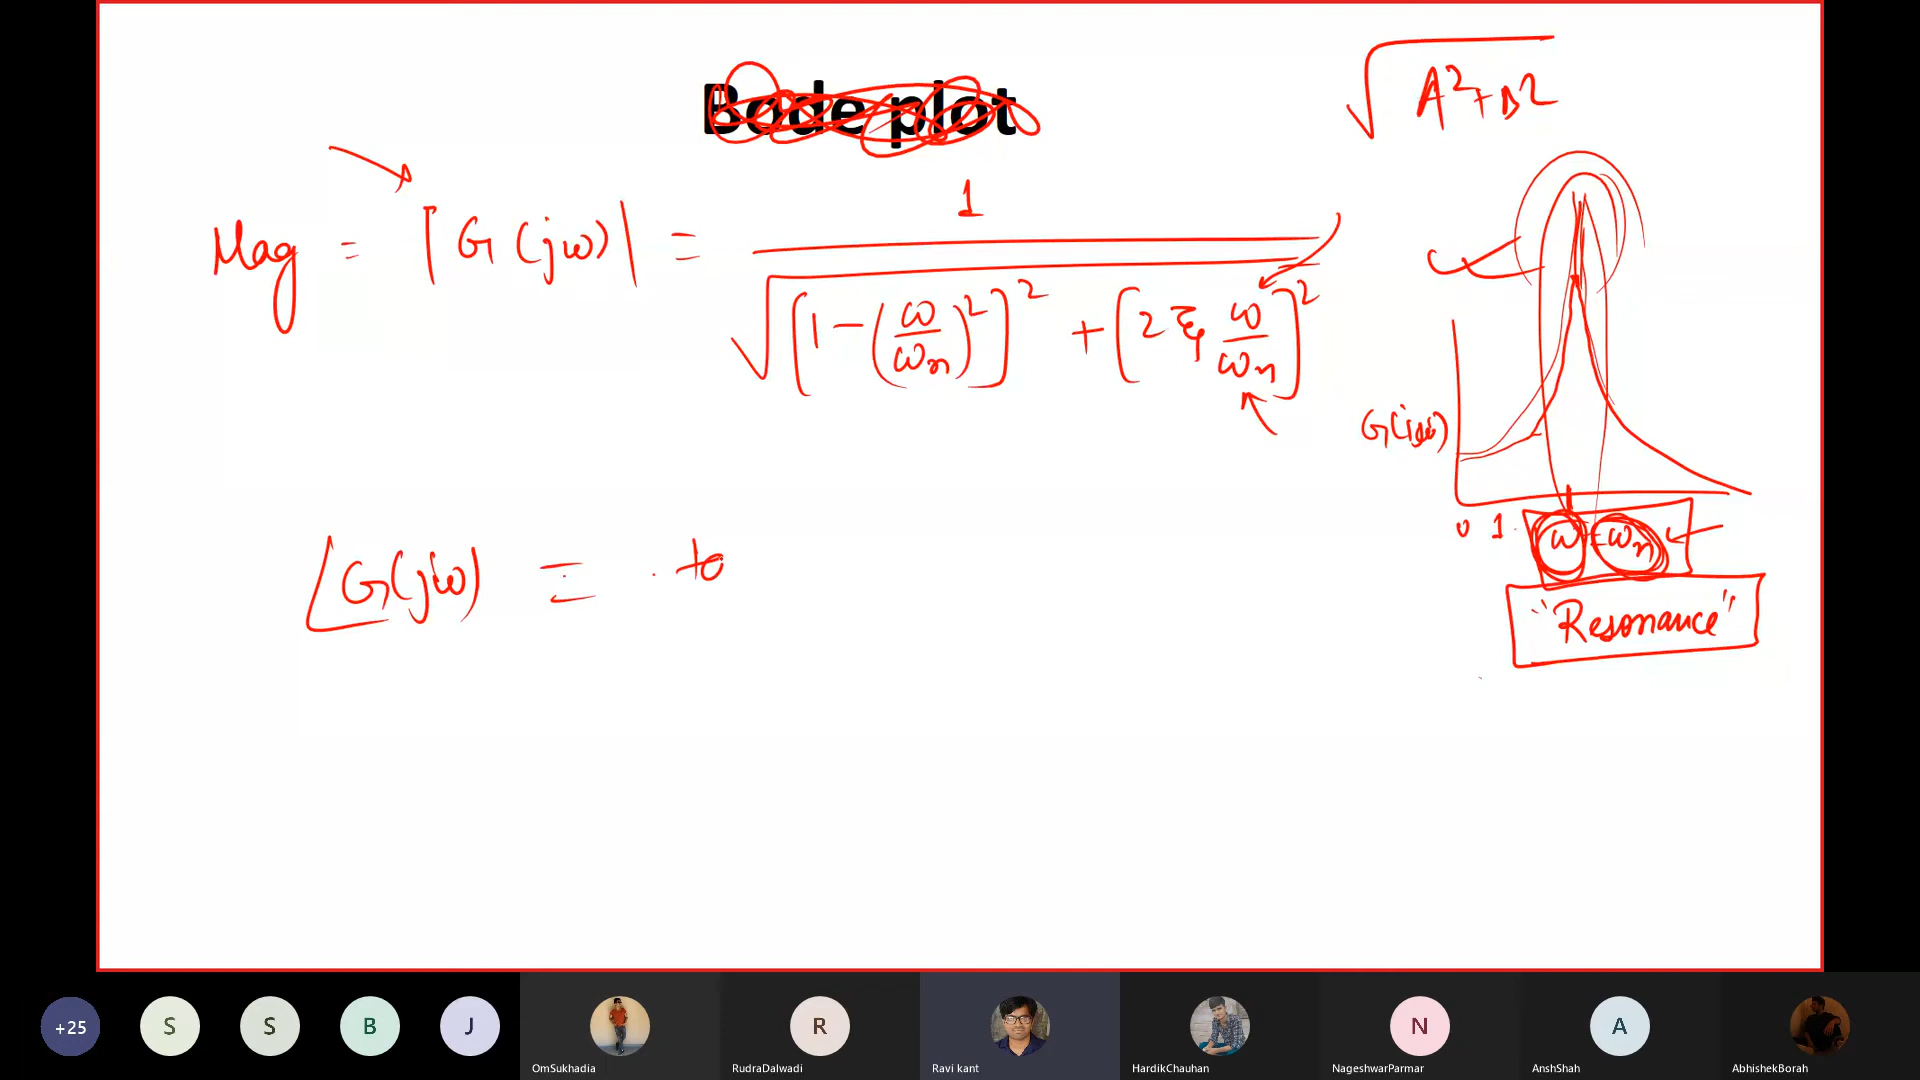 Bode plot
√A²+B²
Mag = |G(jω)| = 1 / √([1-(ω/ωn)²]² + [2ξ ω/ωn]²)
G(jω)
0 1 ω = ωn
"Resonance"
∠G(jω) = to
+25 S S B J R N A
OmSukhadia RudraDalwadi Ravi kant HardikChauhan NageshwarParmar AnshShah AbhishekBorah